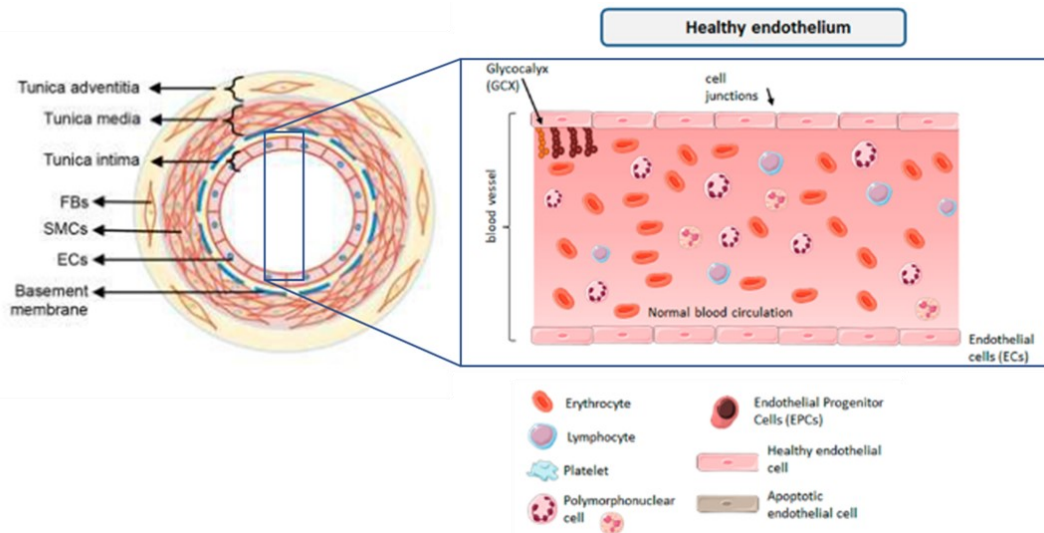 Healthy endothelium
Tunica adventitia
Tunica media
Tunica intima
FBs
SMCs
ECs
Basement
membrane
Glycocalyx
(GCX)
cell
junctions
blood vessel
Normal blood circulation
Endothelial
cells (ECs)
Erythrocyte
Lymphocyte
Platelet
Polymorphonuclear
cell
Endothelial Progenitor
Cells (EPCs)
Healthy endothelial
cell
Apoptotic
endothelial cell